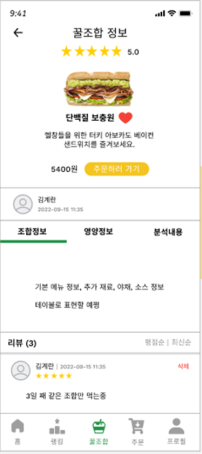 9:41
꿀조합 정보
5.0
단백질 보충원
헬창들을 위한 터키 아보카도 베이컨
샌드위치를 즐겨보세요.
5400원 주문하러 가기
김계란
2022-09-15 11:35
조합정보 영양정보 분석내용
기본 메뉴 정보, 추가 재료, 야채, 소스 정보
테이블로 표현할 예쩡
리뷰 (3) 평점순 | 최신순
김계란 | 2022-09-15 11:35 삭제
3일 째 같은 조합만 먹는중
홈 랭킹 꿀조합 주문 프로필